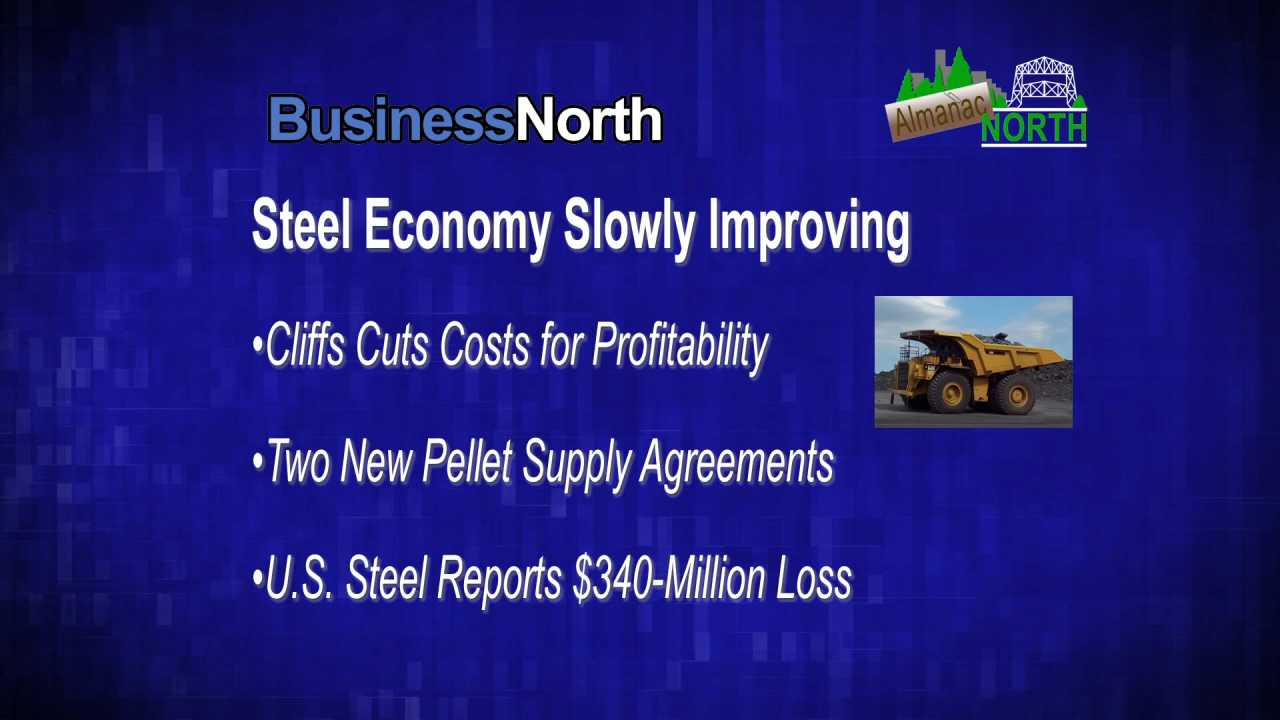 BusinessNorth
Almanac
NORTH
Steel Economy Slowly Improving
•Cliffs Cuts Costs for Profitability
•Two New Pellet Supply Agreements
•U.S. Steel Reports $340-Million Loss